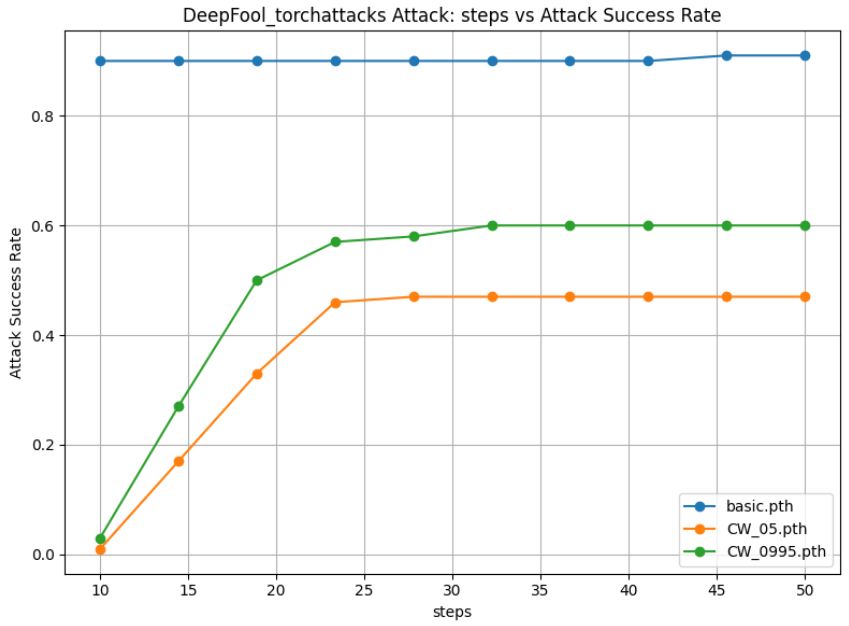 DeepFool_torchattacks Attack: steps vs Attack Success Rate
Attack Success Rate
0.8
0.6
0.4
0.2
0.0
10 15 20 25 30 35 40 45 50
steps
basic.pth
CW_05.pth
CW_0995.pth